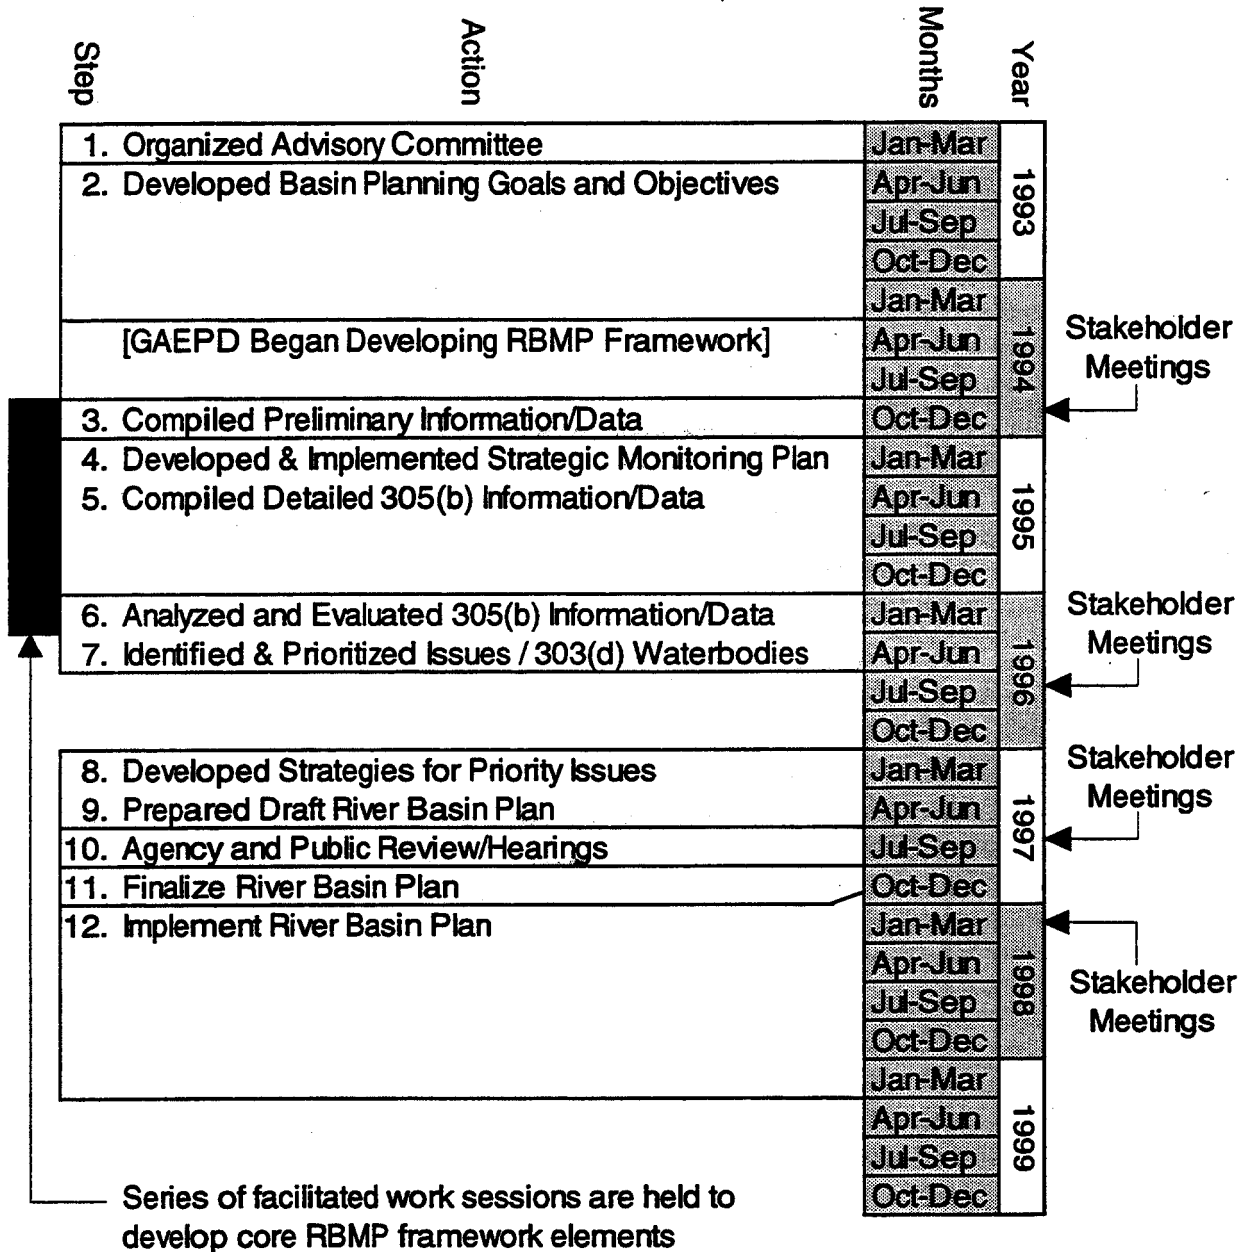 Step Action Months Year
1. Organized Advisory Committee Jan-Mar
2. Developed Basin Planning Goals and Objectives Apr-Jun
1993
Jul-Sep
Oct-Dec
Jan-Mar
[GAEPD Began Developing RBMP Framework] Apr-Jun
1994
Stakeholder
Meetings
Jul-Sep
3. Compiled Preliminary Information/Data Oct-Dec
4. Developed & Implemented Strategic Monitoring Plan Jan-Mar
5. Compiled Detailed 305(b) Information/Data Apr-Jun
1995
Jul-Sep
Oct-Dec
6. Analyzed and Evaluated 305(b) Information/Data Jan-Mar
Stakeholder
Meetings
7. Identified & Prioritized Issues / 303(d) Waterbodies Apr-Jun
1996
Jul-Sep
Oct-Dec
8. Developed Strategies for Priority Issues Jan-Mar
Stakeholder
Meetings
9. Prepared Draft River Basin Plan Apr-Jun
1997
10. Agency and Public Review/Hearings Jul-Sep
11. Finalize River Basin Plan Oct-Dec
12. Implement River Basin Plan Jan-Mar
Apr-Jun
1998
Stakeholder
Meetings
Jul-Sep
Oct-Dec
Jan-Mar
Apr-Jun
1999
Jul-Sep
Oct-Dec
Series of facilitated work sessions are held to
develop core RBMP framework elements